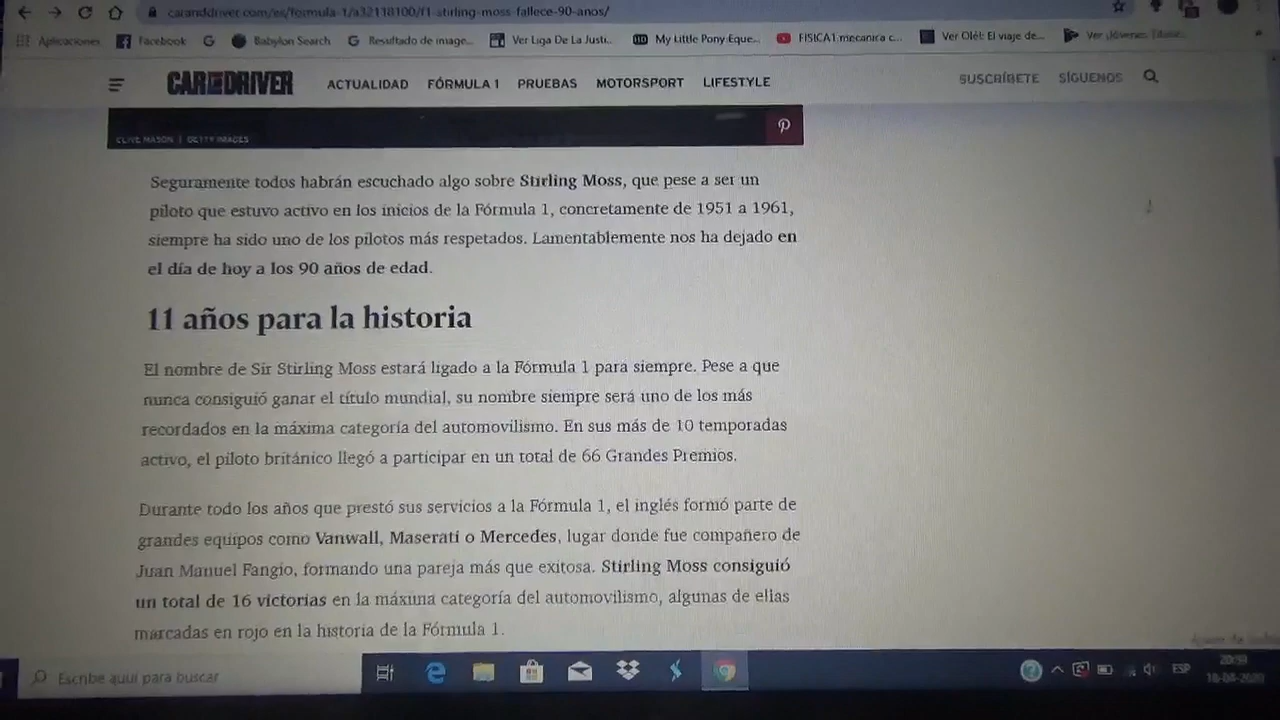 caranddriver.com/es/formula-1/a32118100/f1-stirling-moss-fallece-90-anos/
Aplicaciones Facebook Babylon Search Resultado de image... Ver Liga De La Justi... My Little Pony Eque... FISICA1 mecanica c... Ver Olé!: El viaje de... Ver Jóvenes
CAR AND DRIVER ACTUALIDAD FÓRMULA 1 PRUEBAS MOTORSPORT LIFESTYLE SUSCRÍBETE SÍGUENOS
CLIVE MASON | GETTY IMAGES
Seguramente todos habrán escuchado algo sobre Stirling Moss, que pese a ser un
piloto que estuvo activo en los inicios de la Fórmula 1, concretamente de 1951 a 1961,
siempre ha sido uno de los pilotos más respetados. Lamentablemente nos ha dejado en
el día de hoy a los 90 años de edad.
11 años para la historia
El nombre de Sir Stirling Moss estará ligado a la Fórmula 1 para siempre. Pese a que
nunca consiguió ganar el título mundial, su nombre siempre será uno de los más
recordados en la máxima categoría del automovilismo. En sus más de 10 temporadas
activo, el piloto británico llegó a participar en un total de 66 Grandes Premios.
Durante todo los años que prestó sus servicios a la Fórmula 1, el inglés formó parte de
grandes equipos como Vanwall, Maserati o Mercedes, lugar donde fue compañero de
Juan Manuel Fangio, formando una pareja más que exitosa. Stirling Moss consiguió
un total de 16 victorias en la máxima categoría del automovilismo, algunas de ellas
marcadas en rojo en la historia de la Fórmula 1.
Escribe aquí para buscar ESP
18-04-2020